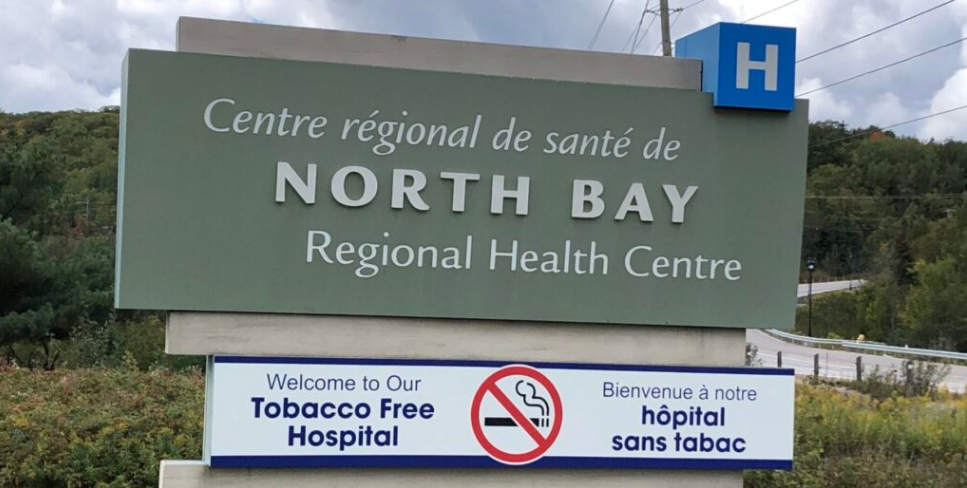 H
Centre régional de santé de
NORTH BAY
Regional Health Centre
Welcome to Our
Tobacco Free
Hospital
Bienvenue à notre
hôpital
sans tabac